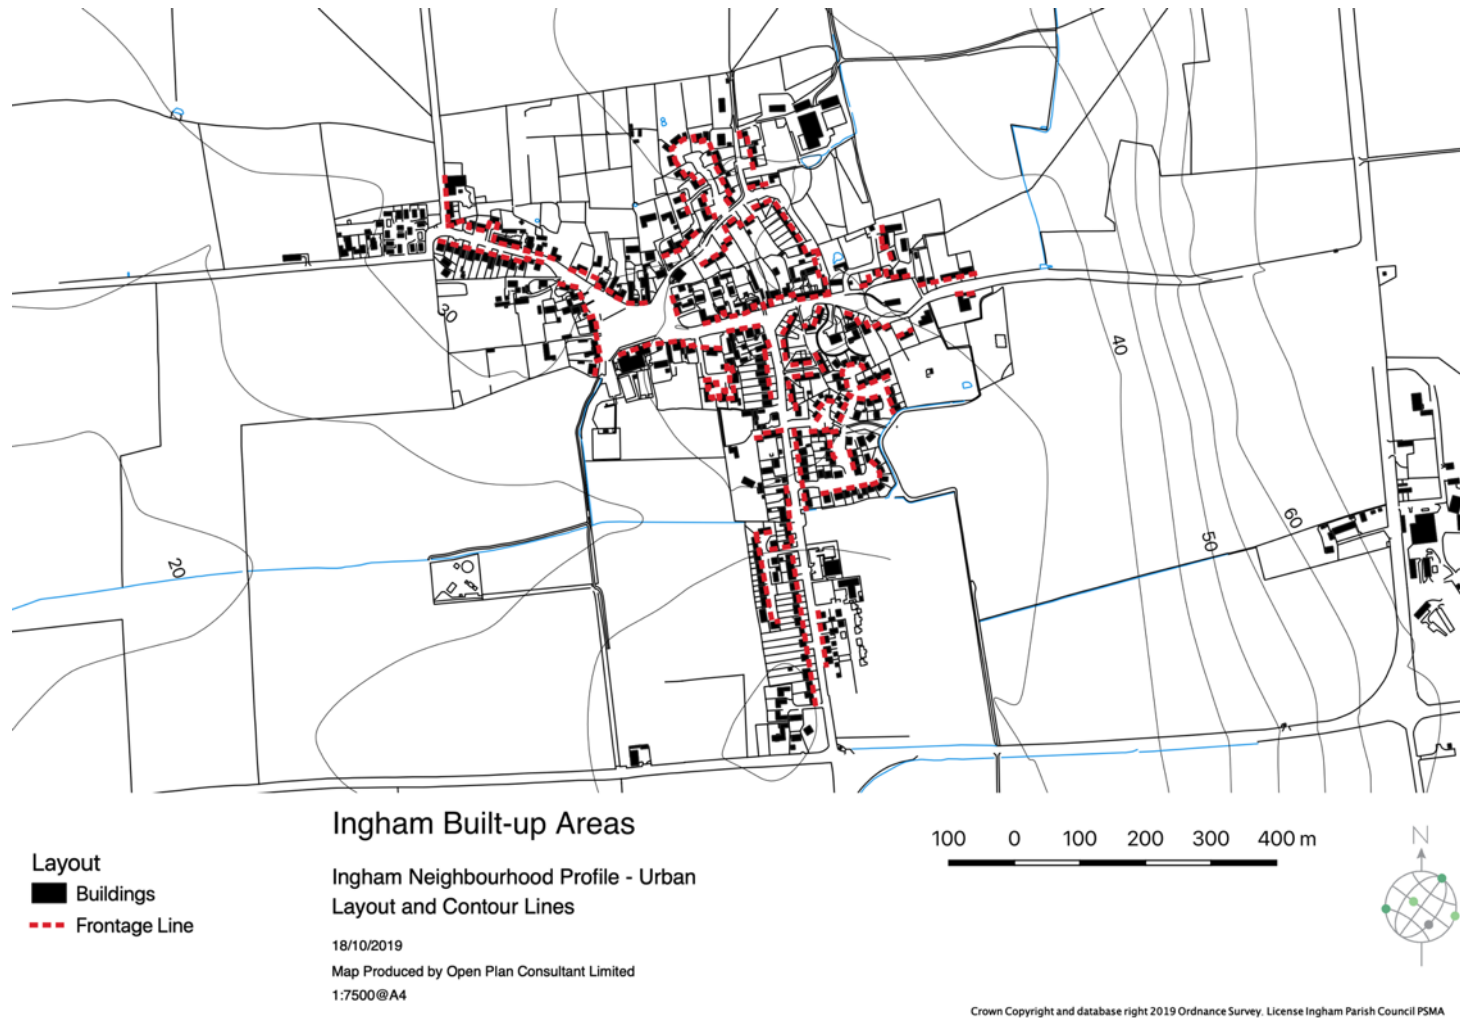 40
30
60
50
20
Ingham Built-up Areas
100 0 100 200 300 400 m
N
Layout
Ingham Neighbourhood Profile - Urban
Buildings
Layout and Contour Lines
Frontage Line
18/10/2019
Map Produced by Open Plan Consultant Limited
1:7500@A4
Crown Copyright and database right 2019 Ordnance Survey. License Ingham Parish Council PSMA